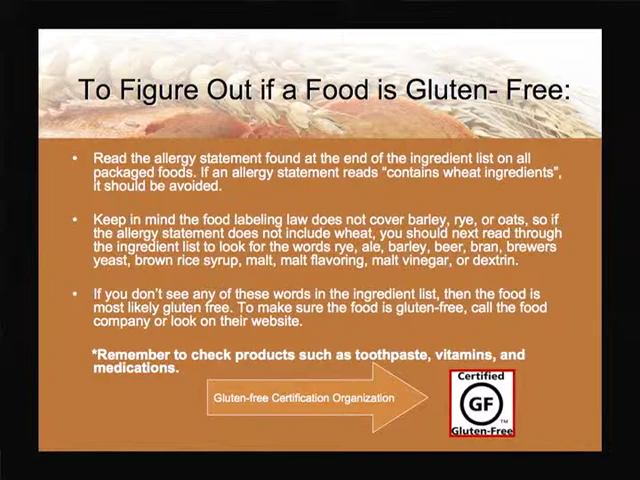 To Figure Out if a Food is Gluten- Free:
• Read the allergy statement found at the end of the ingredient list on all
packaged foods. If an allergy statement reads “contains wheat ingredients”,
it should be avoided.
• Keep in mind the food labeling law does not cover barley, rye, or oats, so if
the allergy statement does not include wheat, you should next read through
the ingredient list to look for the words rye, ale, barley, beer, bran, brewers
yeast, brown rice syrup, malt, malt flavoring, malt vinegar, or dextrin.
• If you don’t see any of these words in the ingredient list, then the food is
most likely gluten free. To make sure the food is gluten-free, call the food
company or look on their website.
*Remember to check products such as toothpaste, vitamins, and
medications.
Gluten-free Certification Organization
Certified
GF
TM
Gluten-Free